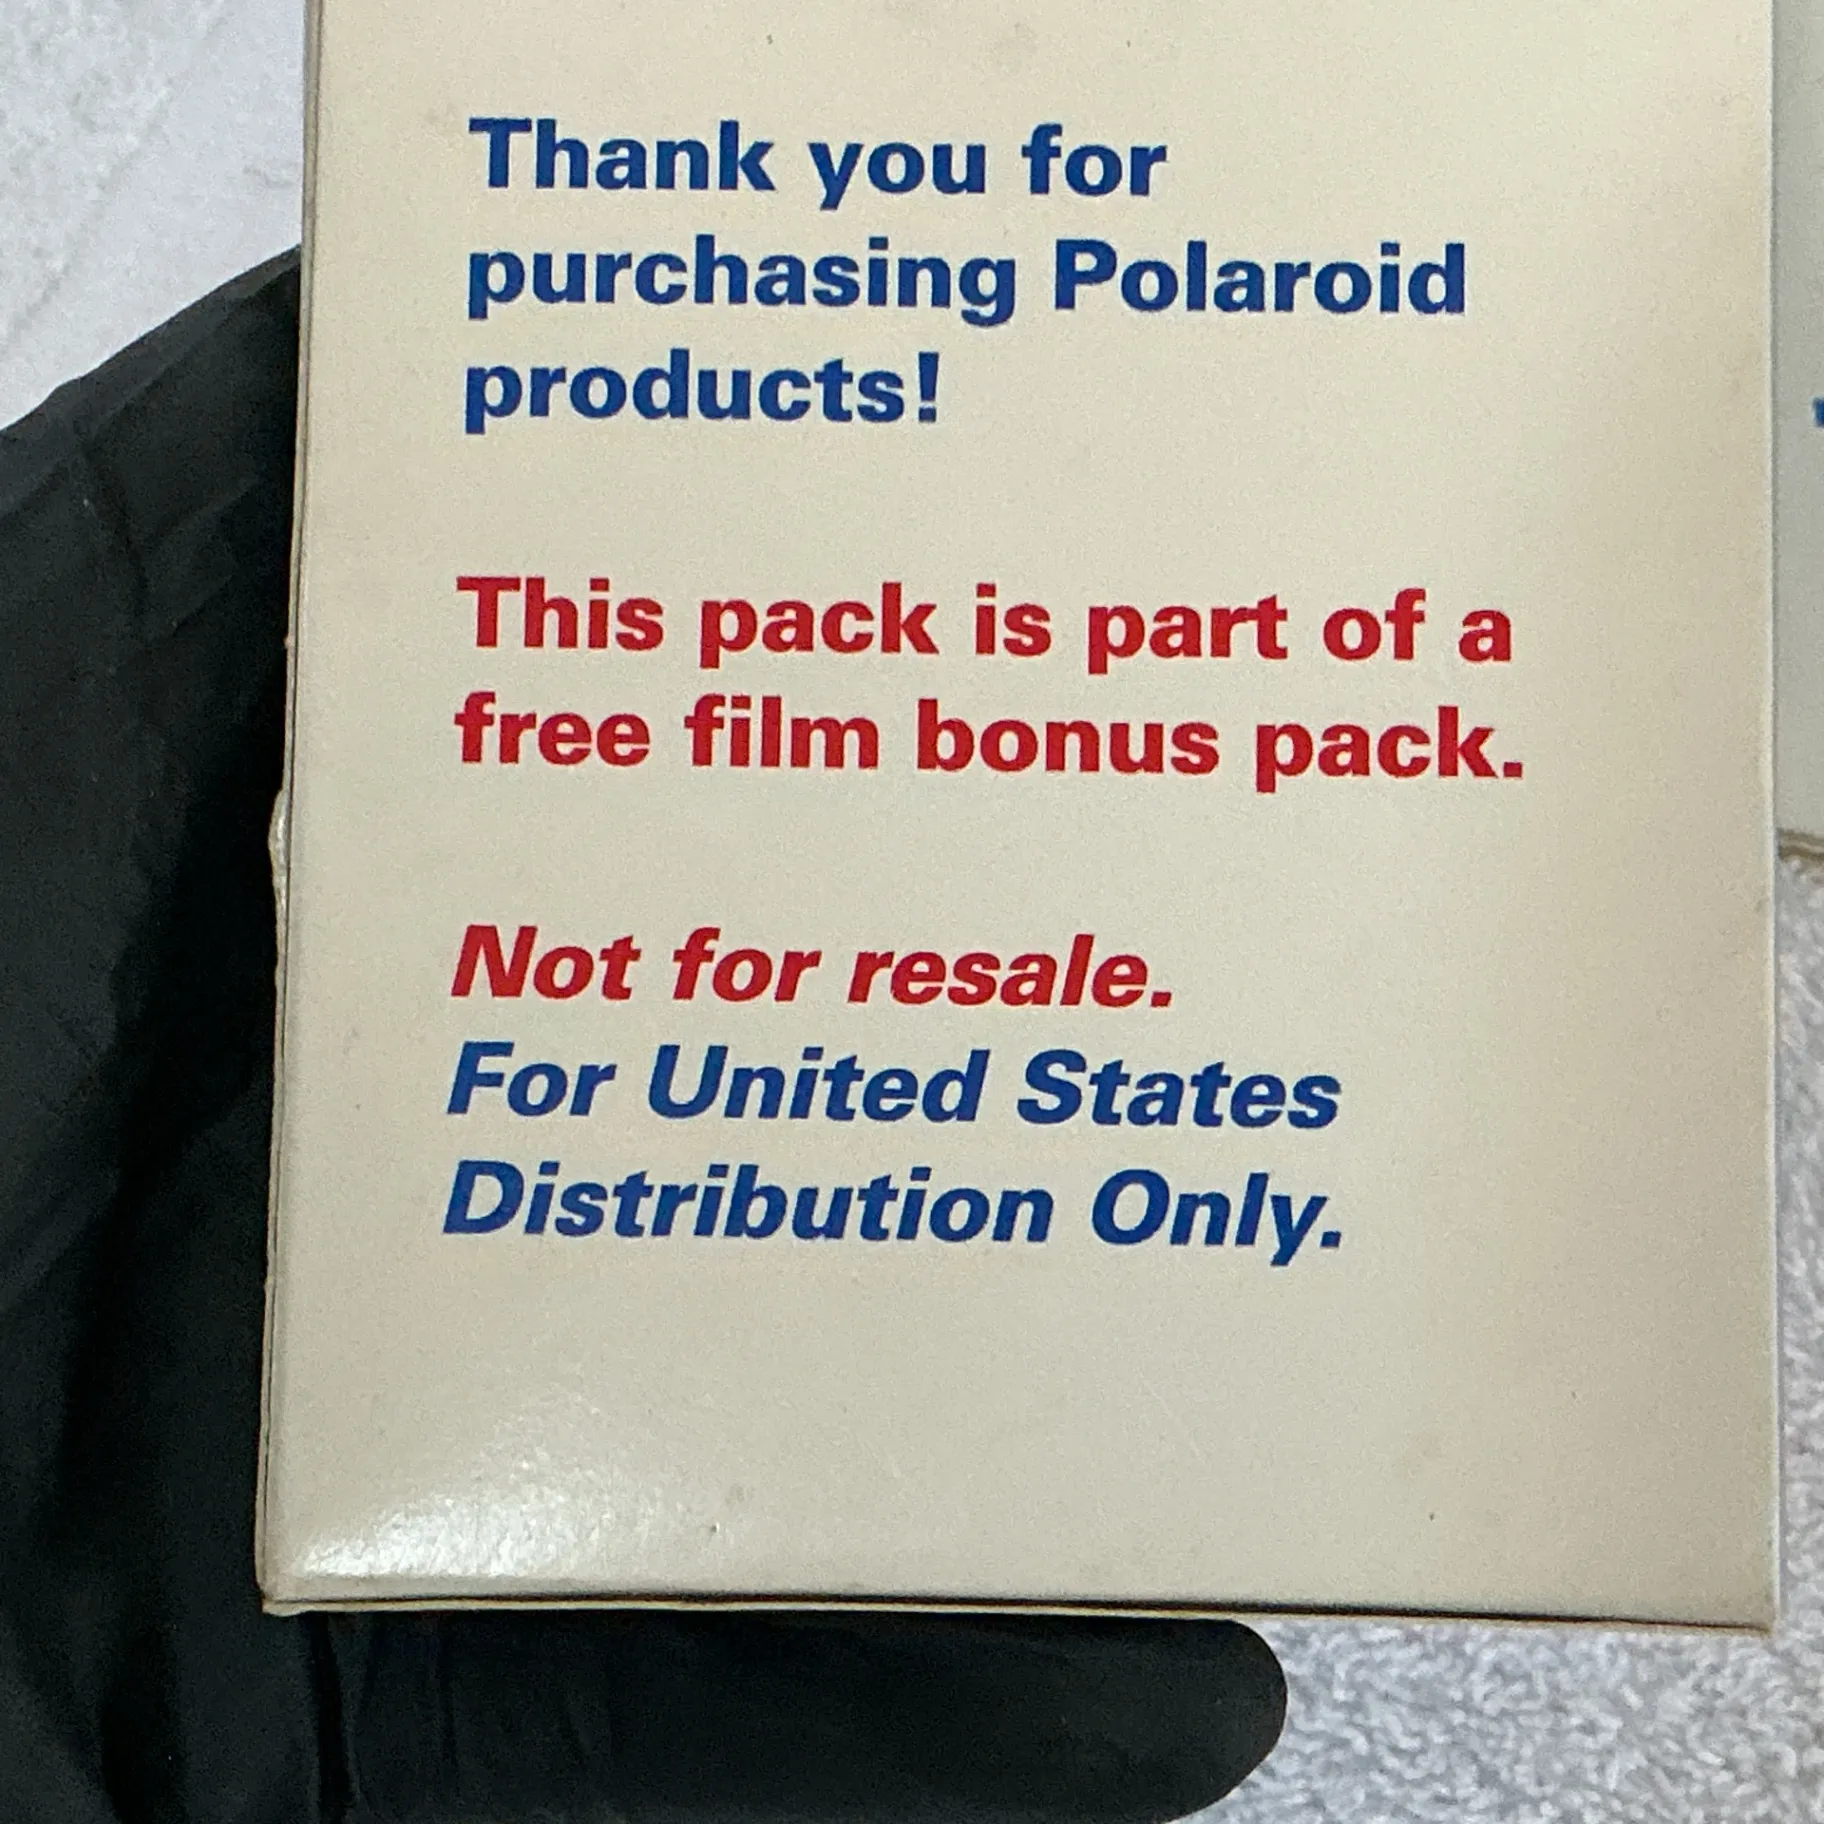 Thank you for
purchasing Polaroid
products!
This pack is part of a
free film bonus pack.
Not for resale.
For United States
Distribution Only.